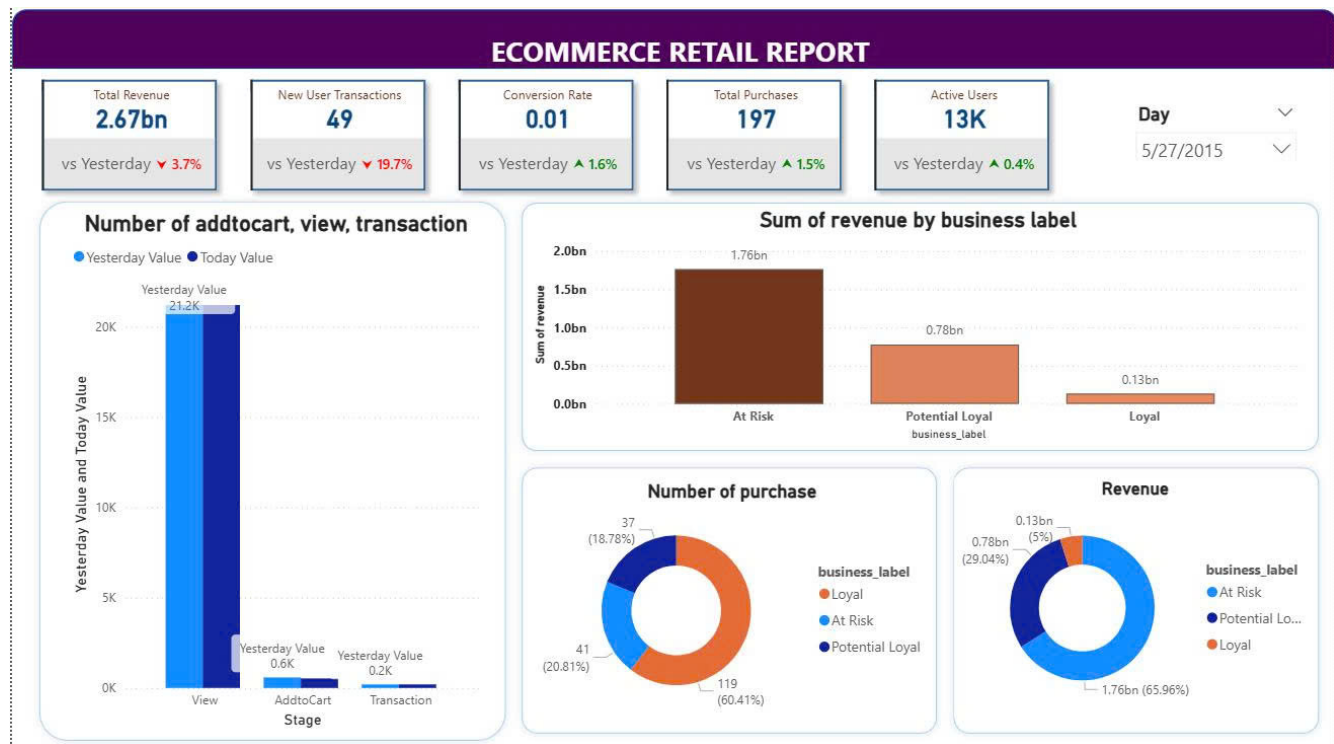 ECOMMERCE RETAIL REPORT
Total Revenue
2.67bn
vs Yesterday 3.7%
New User Transactions
49
vs Yesterday 19.7%
Conversion Rate
0.01
vs Yesterday 1.6%
Total Purchases
197
vs Yesterday 1.5%
Active Users
13K
vs Yesterday 0.4%
Day
5/27/2015
Number of addtocart, view, transaction
Yesterday Value Today Value
Yesterday Value
21.2K
20K
15K
10K
5K
0K
Yesterday Value and Today Value
Yesterday Value
0.6K
Yesterday Value
0.2K
View
AddtoCart
Transaction
Stage
Sum of revenue by business label
2.0bn
1.5bn
1.0bn
0.5bn
0.0bn
Sum of revenue
1.76bn
0.78bn
0.13bn
At Risk
Potential Loyal
Loyal
business_label
Number of purchase
37
(18.78%)
41
(20.81%)
119
(60.41%)
business_label
Loyal
At Risk
Potential Loyal
Revenue
0.13bn
(5%)
0.78bn
(29.04%)
1.76bn (65.96%)
business_label
At Risk
Potential Lo...
Loyal